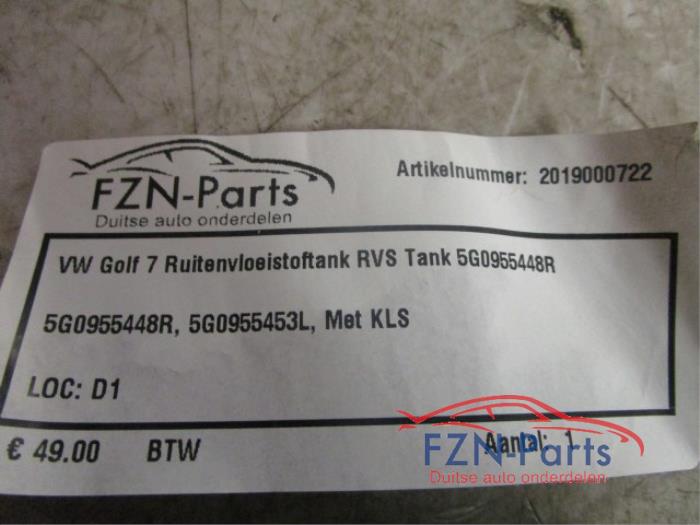 FZN-Parts
Duitse auto onderdelen
Artikelnummer: 2019000722
VW Golf 7 Ruitenvloeistoftank RVS Tank 5G0955448R
5G0955448R, 5G0955453L, Met KLS
LOC: D1
€ 49.00 BTW Aantal: 1
FZN-Parts
Duitse auto onderdelen